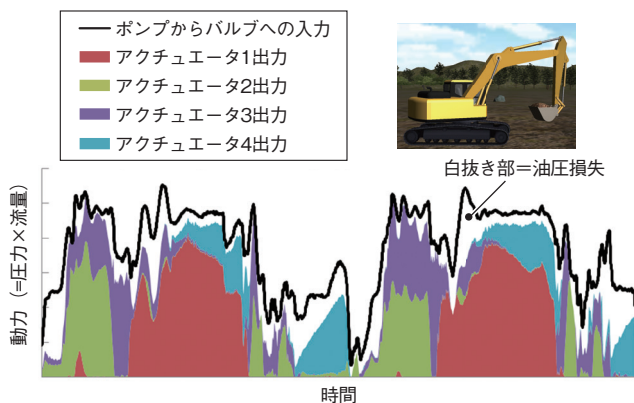 ポンプからバルブへの入力
アクチュエータ1出力
アクチュエータ2出力
アクチュエータ3出力
アクチュエータ4出力
白抜き部＝油圧損失
動力（＝圧力×流量）
時間